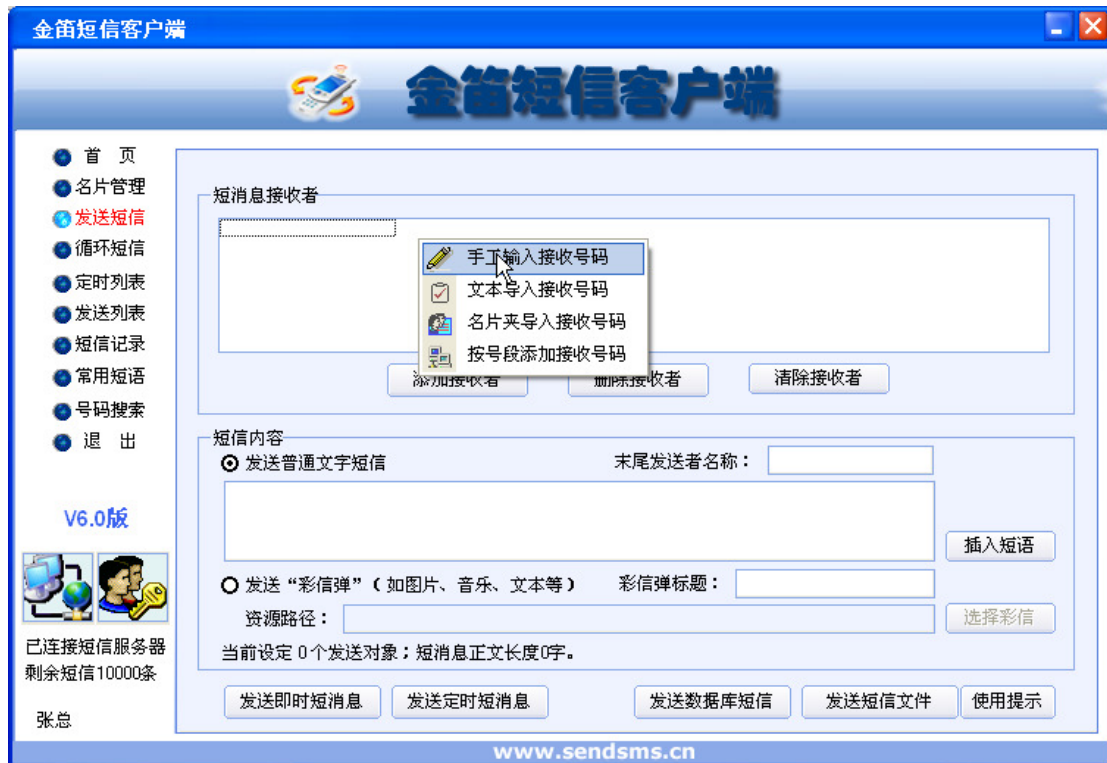 金笛短信客户端
金笛短信客户端
首 页
名片管理
发送短信
循环短信
定时列表
发送列表
短信记录
常用短语
号码搜索
退 出
V6.0版
已连接短信服务器
剩余短信10000条
张总
短消息接收者
手工输入接收号码
文本导入接收号码
名片夹导入接收号码
按号段添加接收号码
添加接收者 删除接收者 清除接收者
短信内容
发送普通文字短信 末尾发送者名称：
插入短语
发送“彩信弹”（如图片、音乐、文本等） 彩信弹标题：
资源路径： 选择彩信
当前设定 0个发送对象；短消息正文长度0字。
发送即时短消息 发送定时短消息 发送数据库短信 发送短信文件 使用提示
www.sendsms.cn